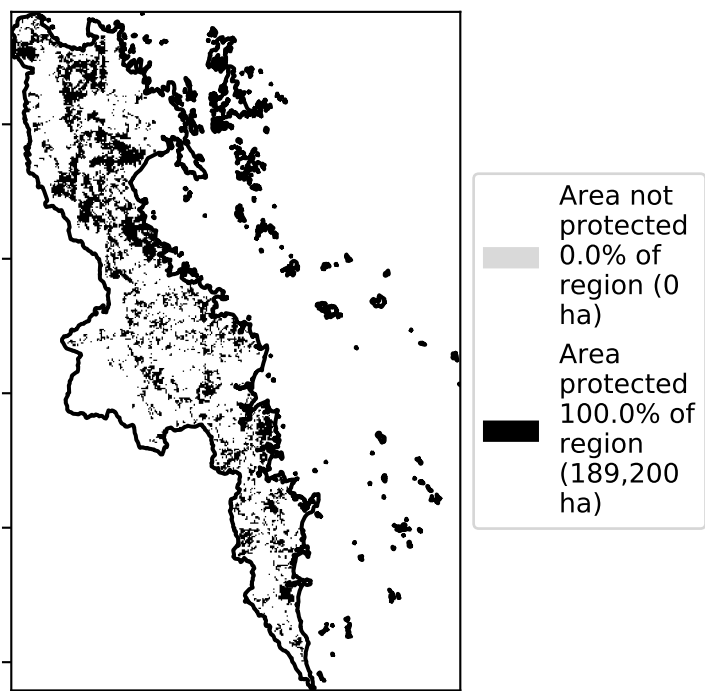 Area not
protected
0.0% of
region (0
ha)
Area
protected
100.0% of
region
(189,200
ha)